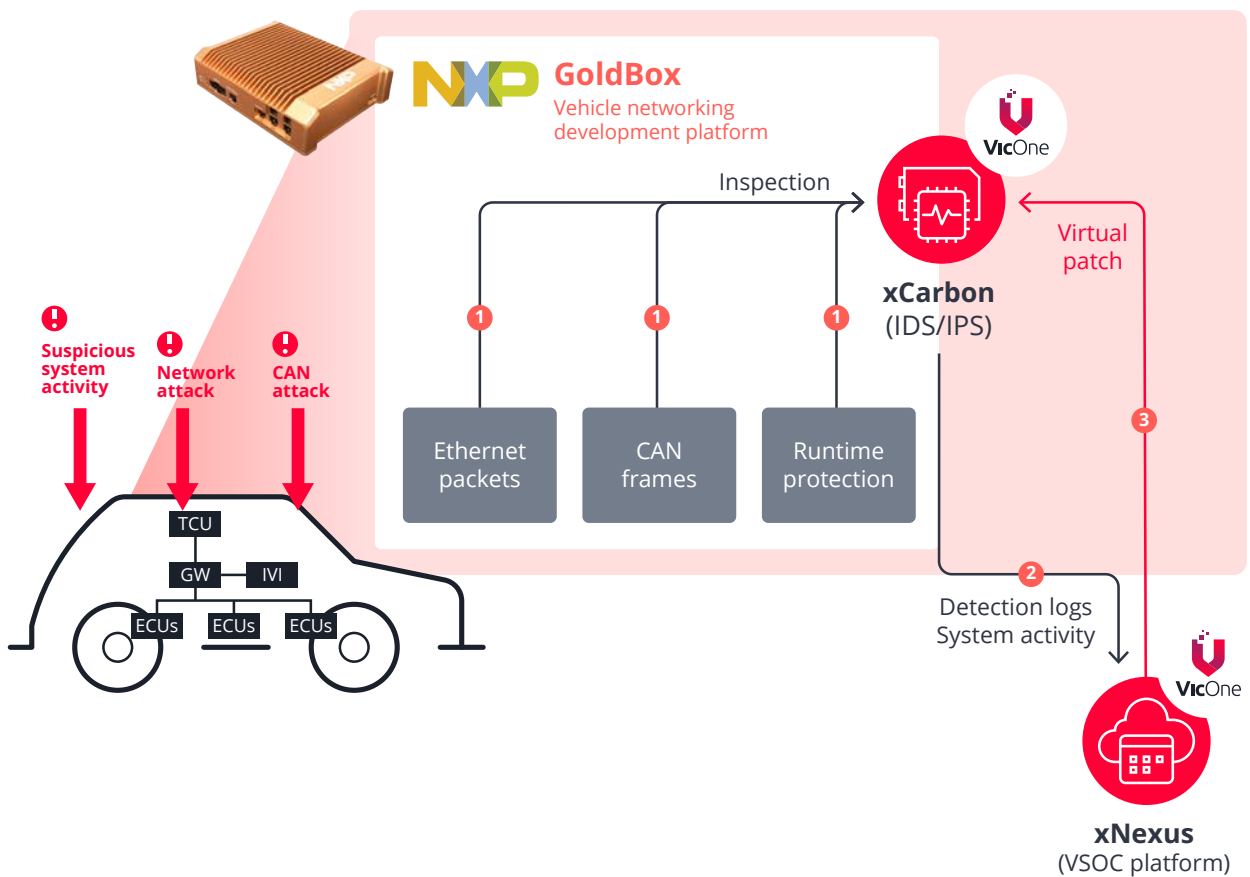 NXP
NXP
GoldBox
Vehicle networking
development platform
VicOne
Inspection
Virtual
patch
xCarbon
(IDS/IPS)
1
1
1
Suspicious
system
activity
Network
attack
CAN
attack
3
Ethernet
packets
CAN
frames
Runtime
protection
TCU
GW
IVI
ECUs
ECUs
ECUs
2
Detection logs
System activity
VicOne
xNexus
(VSOC platform)